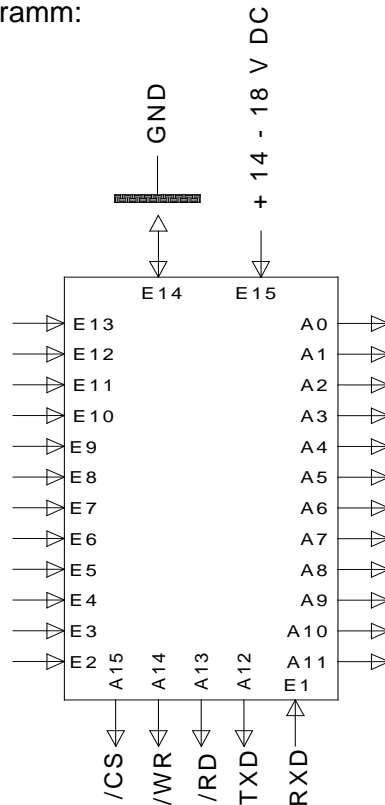 ramm:
GND
+ 14 - 18 V DC
E14
E15
E13
A0
E12
A1
E11
A2
E10
A3
E9
A4
E8
A5
E7
A6
E6
A7
E5
A8
E4
A9
E3
A10
E2
A11
A15
A14
A13
A12
E1
/CS
/WR
/RD
TXD
RXD